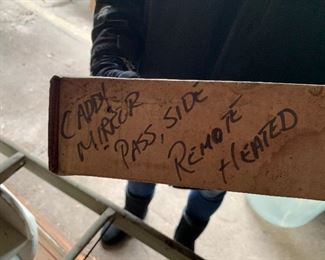 CADDY
MIRROR
PASS, SIDE
REMOTE
HEATED